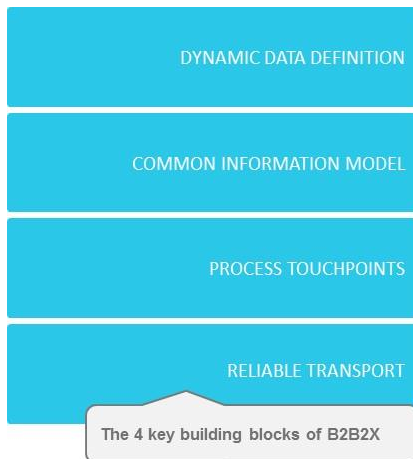 DYNAMIC DATA DEFINITION
COMMON INFORMATION MODEL
PROCESS TOUCHPOINTS
RELIABLE TRANSPORT
The 4 key building blocks of B2B2X